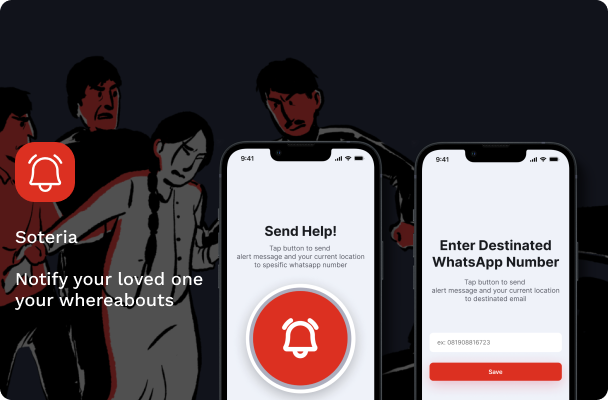 Soteria
Notify your loved one
your whereabouts
9:41
Send Help!
Tap button to send
alert message and your current location
to spesific whatsapp number
9:41
Enter Destinated
WhatsApp Number
Tap button to send
alert message and your current location
to destinated email
ex: 081908816723
Save